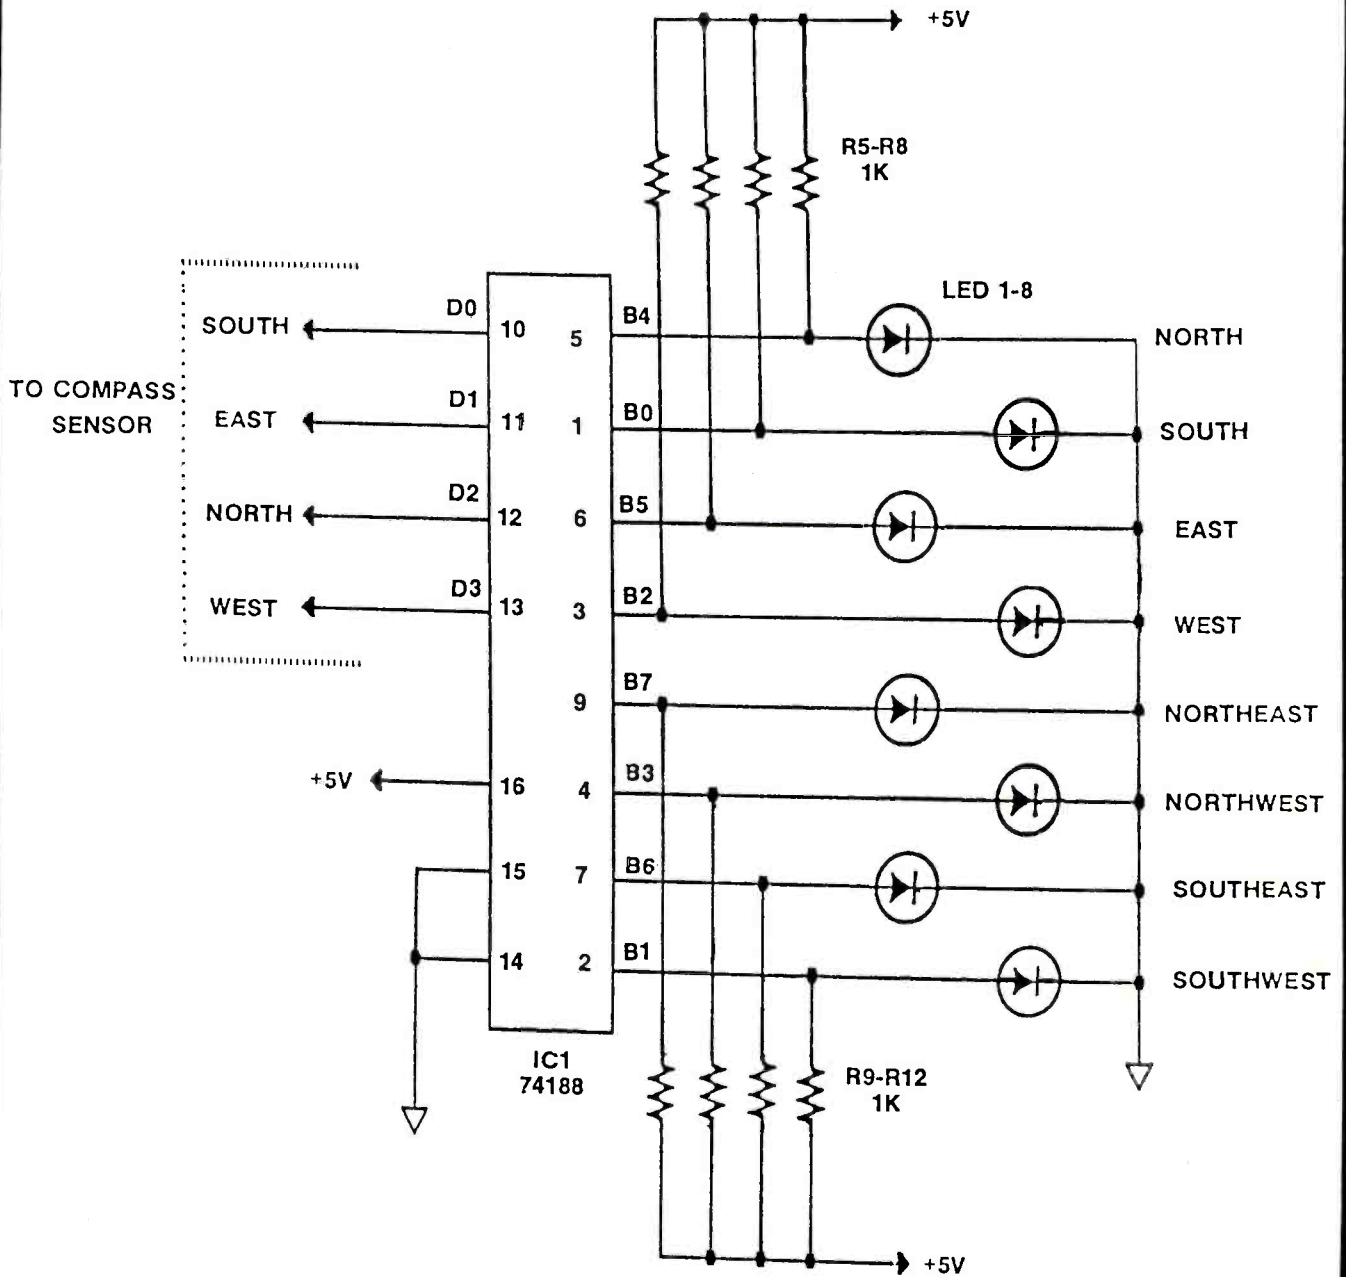 +5V
R5-R8
1K
LED 1-8
D0
SOUTH
10
5
B4
NORTH
TO COMPASS
SENSOR
D1
EAST
11
1
B0
SOUTH
D2
NORTH
12
6
B5
EAST
D3
WEST
13
3
B2
WEST
9
B7
NORTHEAST
+5V
16
4
B3
NORTHWEST
15
7
B6
SOUTHEAST
14
2
B1
SOUTHWEST
IC1
74188
R9-R12
1K
+5V